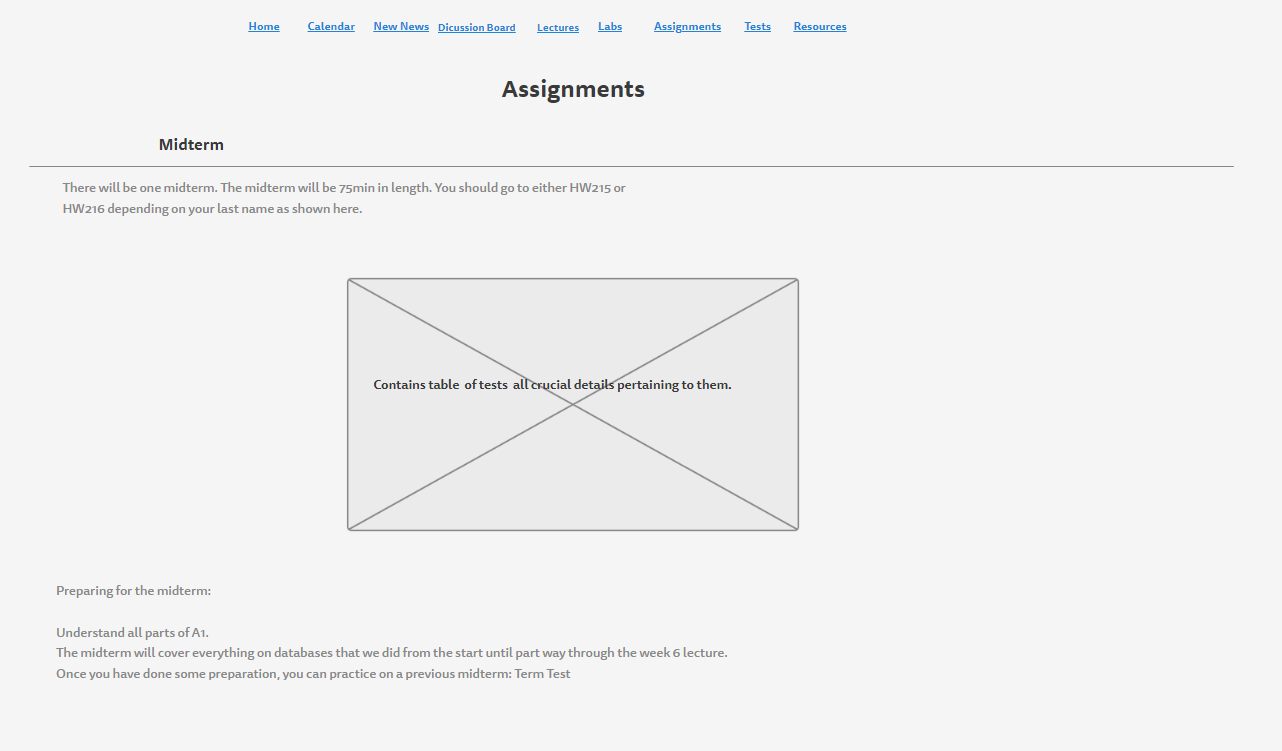 Home Calendar New News Dicussion Board Lectures Labs Assignments Tests Resources
Assignments
Midterm
There will be one midterm. The midterm will be 75min in length. You should go to either HW215 or
HW216 depending on your last name as shown here.
Contains table of tests all crucial details pertaining to them.
Preparing for the midterm:
Understand all parts of A1.
The midterm will cover everything on databases that we did from the start until part way through the week 6 lecture.
Once you have done some preparation, you can practice on a previous midterm: Term Test